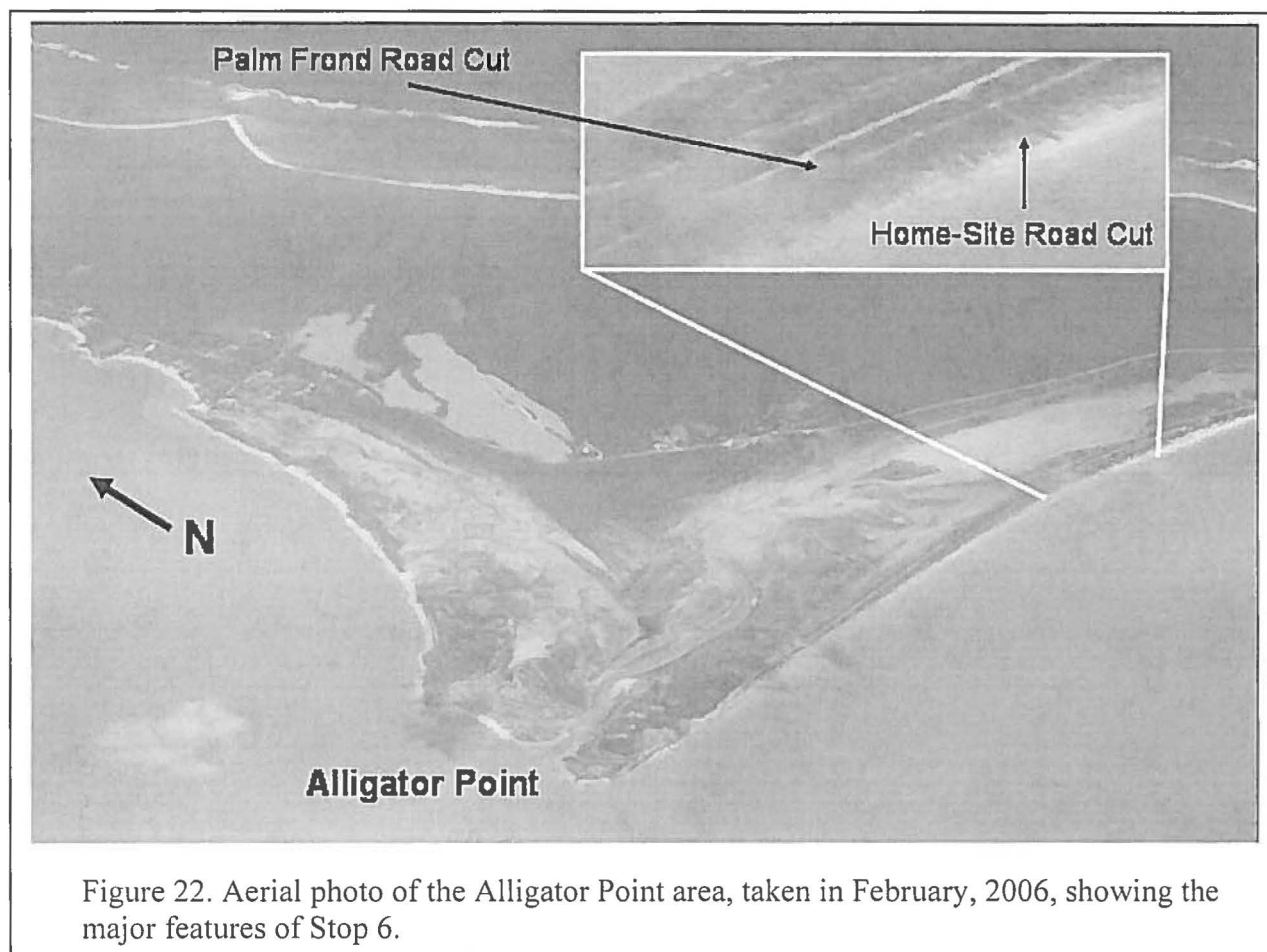 Palm Frond Road Cut
Home-Site Road Cut
N
Alligator Point
Figure 22. Aerial photo of the Alligator Point area, taken in February, 2006, showing the
major features of Stop 6.